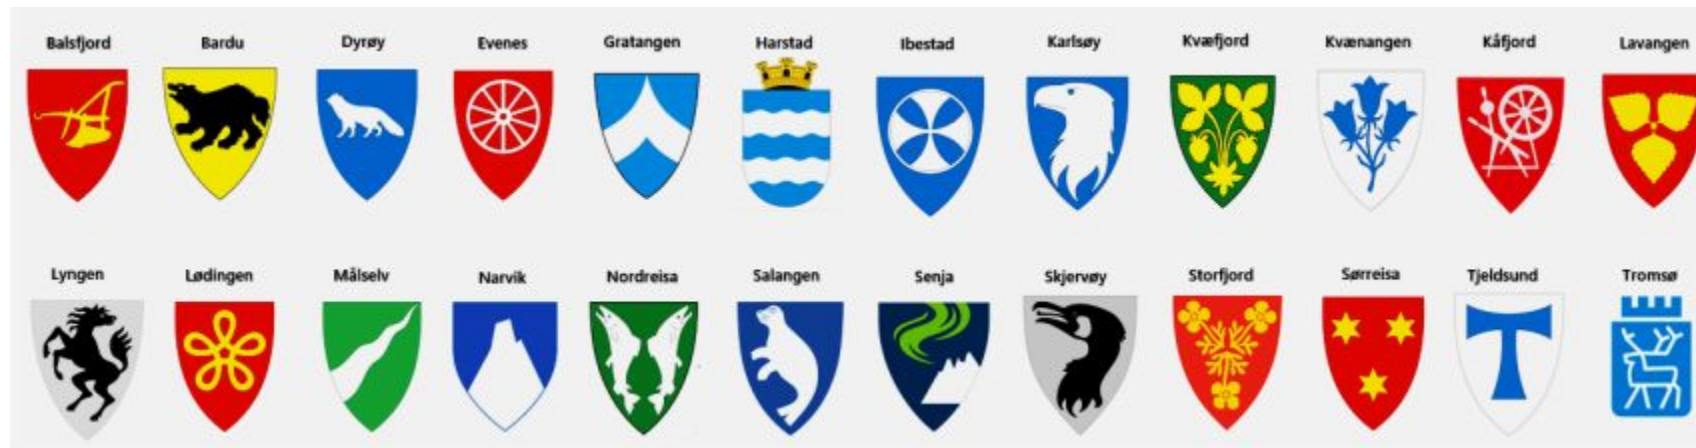 Balsfjord Bardu Dyrøy Evenes Gratangen Harstad Ibestad Karlsøy Kvæfjord Kvænangen Kåfjord Lavangen
Lyngen Lødingen Målselv Narvik Nordreisa Salangen Senja Skjervøy Storfjord Sørreisa Tjeldsund Tromsø